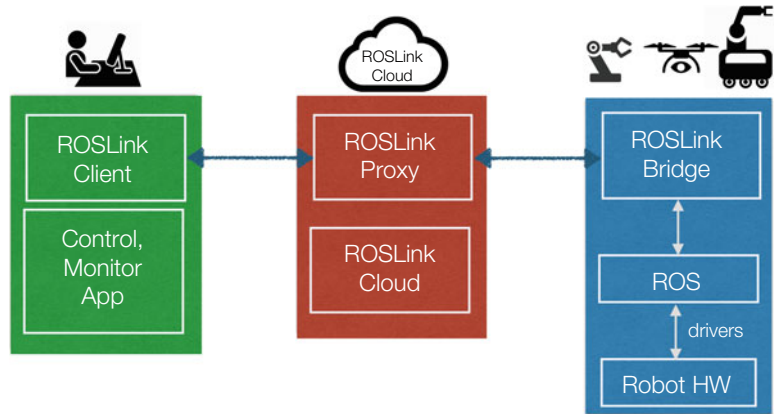 ROSLink
Cloud
ROSLink
Client
Control,
Monitor
App
ROSLink
Proxy
ROSLink
Cloud
ROSLink
Bridge
ROS
drivers
Robot HW